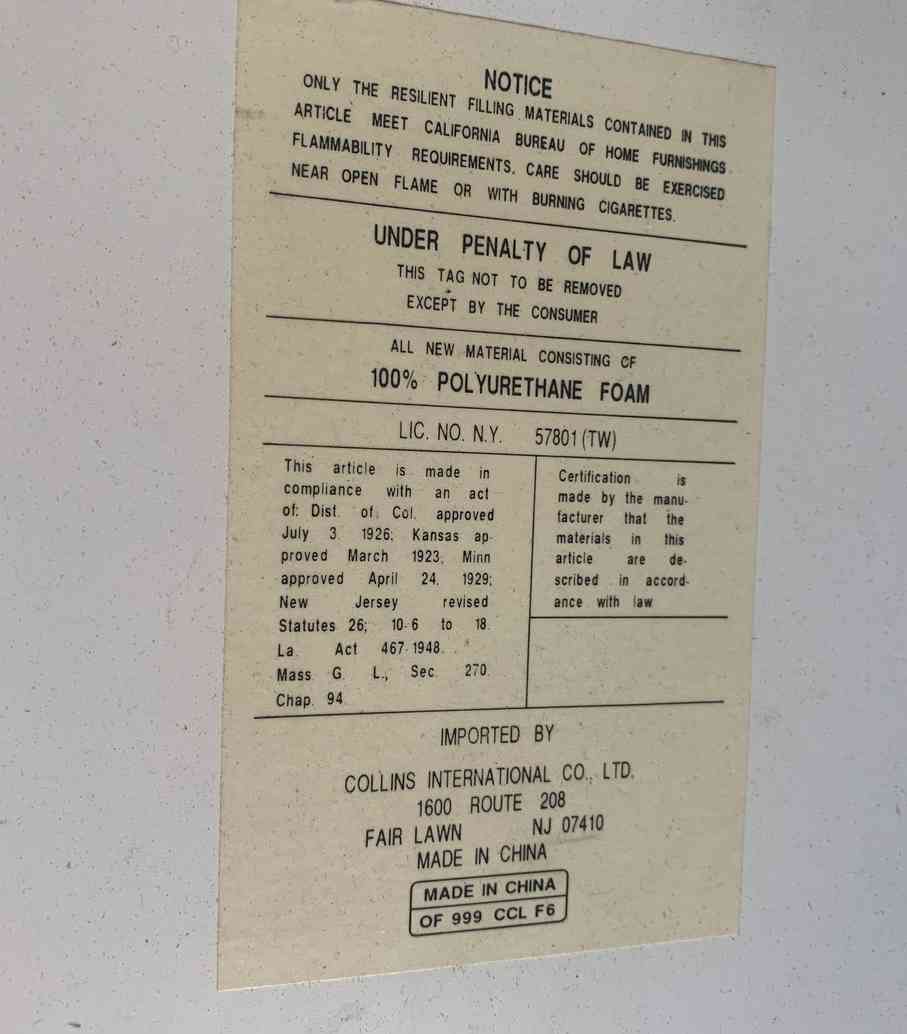 NOTICE
ONLY THE RESILIENT FILLING MATERIALS CONTAINED IN THIS
ARTICLE MEET CALIFORNIA BUREAU OF HOME FURNISHINGS
FLAMMABILITY REQUIREMENTS. CARE SHOULD BE EXERCISED
NEAR OPEN FLAME OR WITH BURNING CIGARETTES.
UNDER PENALTY OF LAW
THIS TAG NOT TO BE REMOVED
EXCEPT BY THE CONSUMER
ALL NEW MATERIAL CONSISTING OF
100% POLYURETHANE FOAM
LIC. NO. N.Y. 57801 (TW)
This article is made in
compliance with an act
of: Dist. of Col. approved
July 3 1926; Kansas ap-
proved March 1923; Minn
approved April 24, 1929;
New Jersey revised
Statutes 26; 10-6 to 18.
La. Act 467-1948.
Mass G. L., Sec. 270.
Chap. 94.
Certification is
made by the manu-
facturer that the
materials in this
article are de-
scribed in accord-
ance with law
IMPORTED BY
COLLINS INTERNATIONAL CO., LTD.
1600 ROUTE 208
FAIR LAWN NJ 07410
MADE IN CHINA
MADE IN CHINA
OF 999 CCL F6